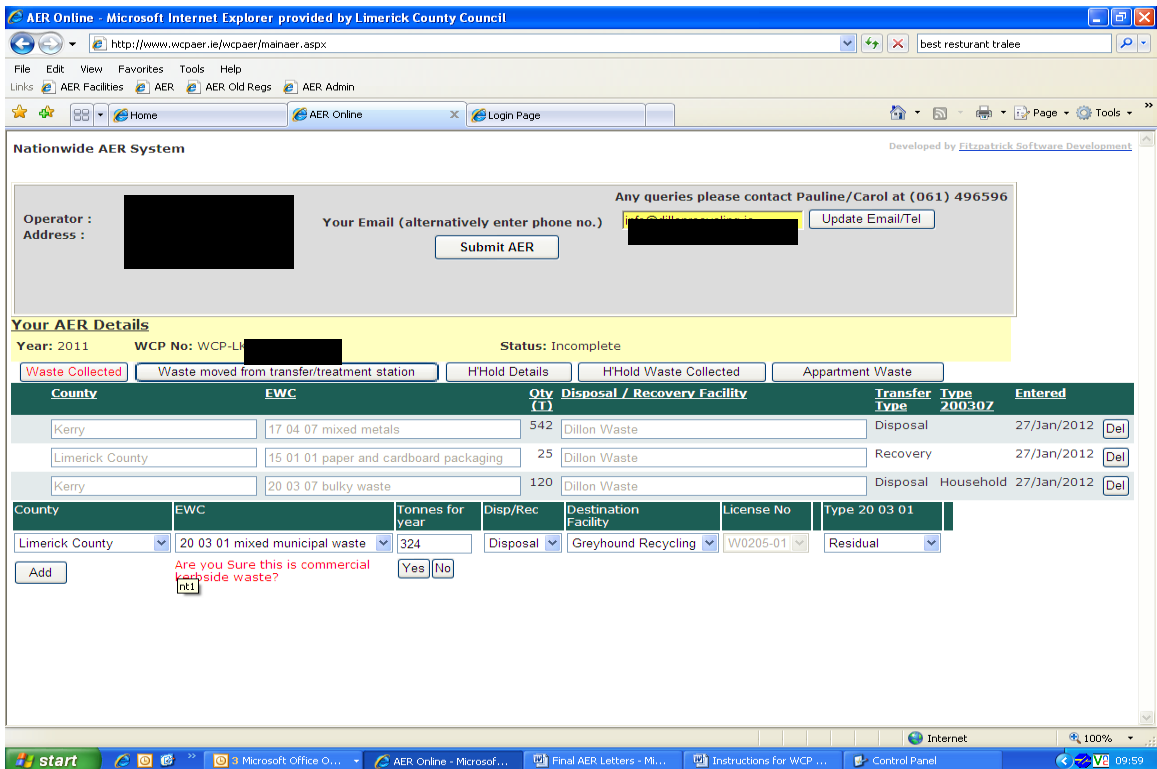 AER Online - Microsoft Internet Explorer provided by Limerick County Council
http://www.wcpaer.ie/wcpaer/mainaer.aspx
best resturant tralee
File Edit View Favorites Tools Help
Links AER Facilities AER AER Old Regs AER Admin
Home AER Online Login Page Page Tools
Nationwide AER System
Developed by Fitzpatrick Software Development
Any queries please contact Pauline/Carol at (061) 496596
Operator :
Address :
Your Email (alternatively enter phone no.) Update Email/Tel
Submit AER
Your AER Details
Year: 2011 WCP No: WCP-LK Status: Incomplete
Waste Collected Waste moved from transfer/treatment station H'Hold Details H'Hold Waste Collected Appartment Waste
County EWC Qty (T) Disposal / Recovery Facility Transfer Type Type 200307 Entered
Kerry 17 04 07 mixed metals 542 Dillon Waste Disposal 27/Jan/2012 Del
Limerick County 15 01 01 paper and cardboard packaging 25 Dillon Waste Recovery 27/Jan/2012 Del
Kerry 20 03 07 bulky waste 120 Dillon Waste Disposal Household 27/Jan/2012 Del
County EWC Tonnes for year Disp/Rec Destination Facility License No Type 20 03 01
Limerick County 20 03 01 mixed municipal waste 324 Disposal Greyhound Recycling W0205-01 Residual
Add Are you Sure this is commercial kerbside waste? Yes No
nt1
Internet 100%
start 3 Microsoft Office O... AER Online - Microsof... Final AER Letters - Mi... Instructions for WCP ... Control Panel 09:59